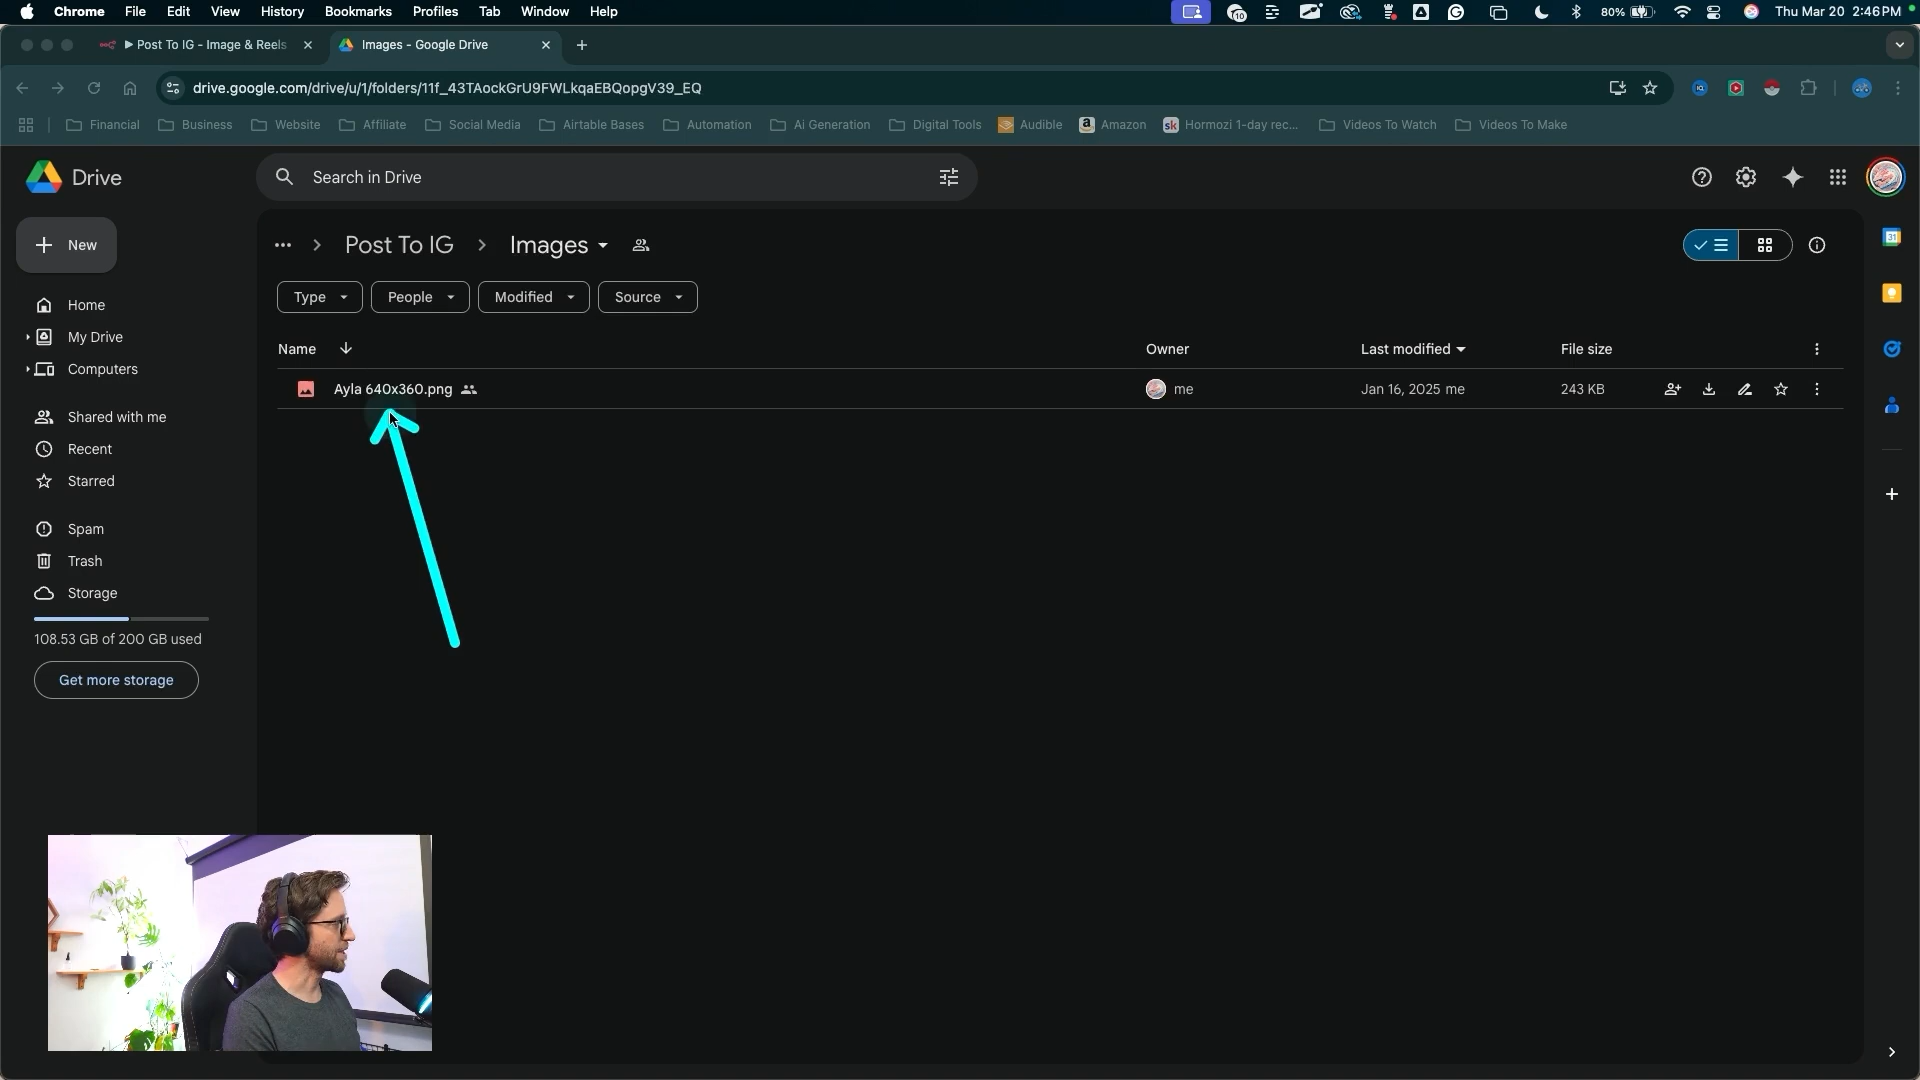 Chrome File Edit View History Bookmarks Profiles Tab Window Help 10 80% Thu Mar 20 2:46 PM
▶ Post To IG - Image & Reels
Images - Google Drive
drive.google.com/drive/u/1/folders/11f_43TAockGrU9FWLkqaEBQopgV39_EQ
Financial Business Website Affiliate Social Media Airtable Bases Automation Ai Generation Digital Tools Audible Amazon sk Hormozi 1-day rec... Videos To Watch Videos To Make
Drive
Search in Drive
New
Post To IG > Images
31
Type People Modified Source
Home
My Drive
Computers
Shared with me
Recent
Starred
Spam
Trash
Storage
108.53 GB of 200 GB used
Get more storage
Name Owner Last modified File size
Ayla 640x360.png me Jan 16, 2025 me 243 KB